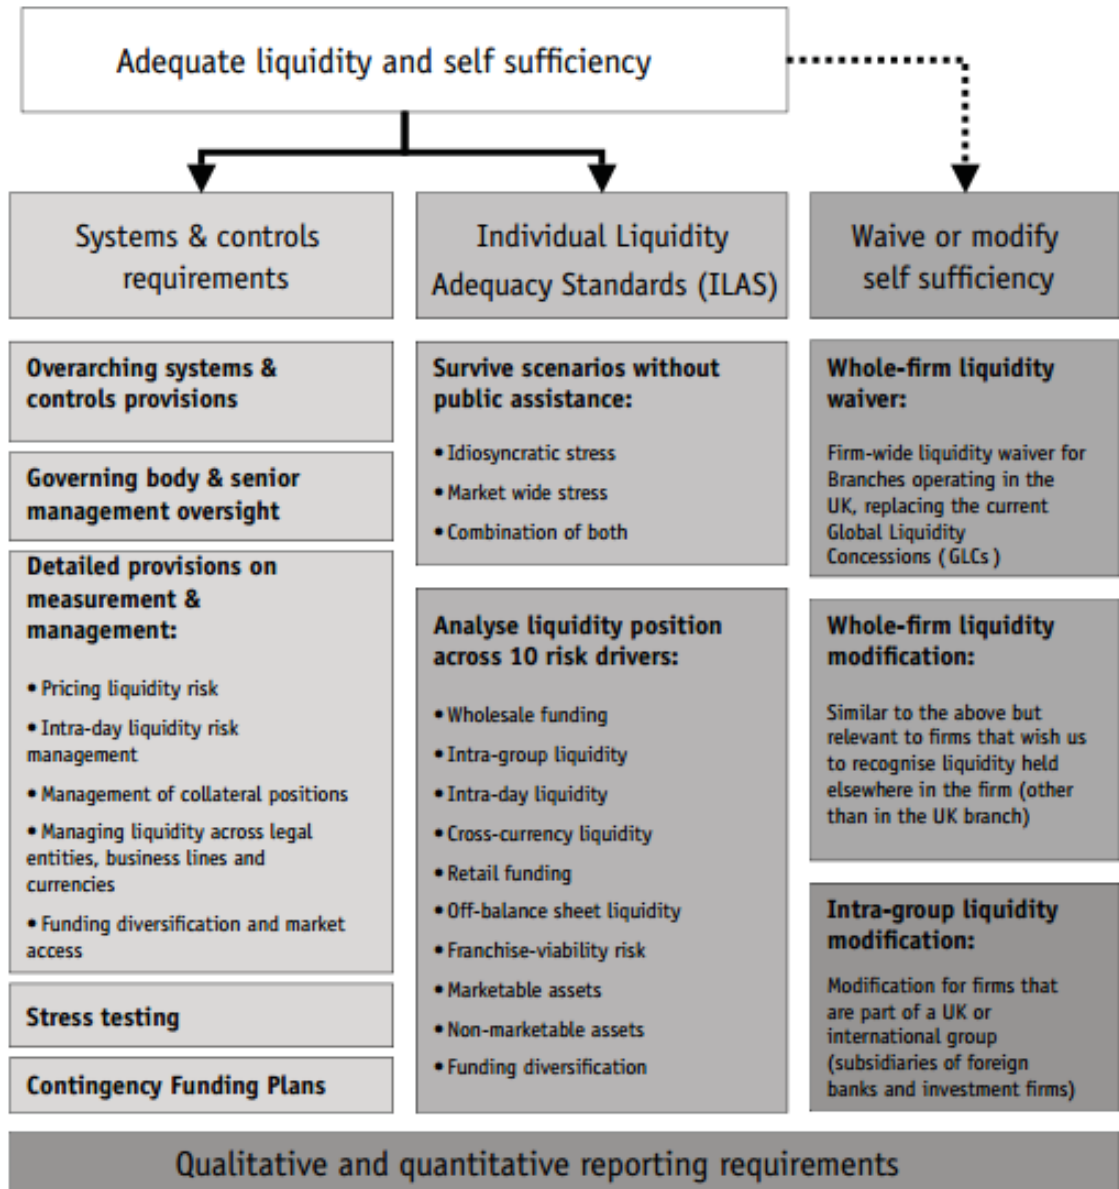 Adequate liquidity and self sufficiency
Systems & controls
requirements
Overarching systems &
controls provisions
Governing body & senior
management oversight
Detailed provisions on
measurement &
management:
• Pricing liquidity risk
• Intra-day liquidity risk
management
• Management of collateral positions
• Managing liquidity across legal
entities, business lines and
currencies
• Funding diversification and market
access
Stress testing
Contingency Funding Plans
Individual Liquidity
Adequacy Standards (ILAS)
Survive scenarios without
public assistance:
• Idiosyncratic stress
• Market wide stress
• Combination of both
Analyse liquidity position
across 10 risk drivers:
• Wholesale funding
• Intra-group liquidity
• Intra-day liquidity
• Cross-currency liquidity
• Retail funding
• Off-balance sheet liquidity
• Franchise-viability risk
• Marketable assets
• Non-marketable assets
• Funding diversification
Waive or modify
self sufficiency
Whole-firm liquidity
waiver:
Firm-wide liquidity waiver for
Branches operating in the
UK, replacing the current
Global Liquidity
Concessions (GLCs)
Whole-firm liquidity
modification:
Similar to the above but
relevant to firms that wish us
to recognise liquidity held
elsewhere in the firm (other
than in the UK branch)
Intra-group liquidity
modification:
Modification for firms that
are part of a UK or
international group
(subsidiaries of foreign
banks and investment firms)
Qualitative and quantitative reporting requirements